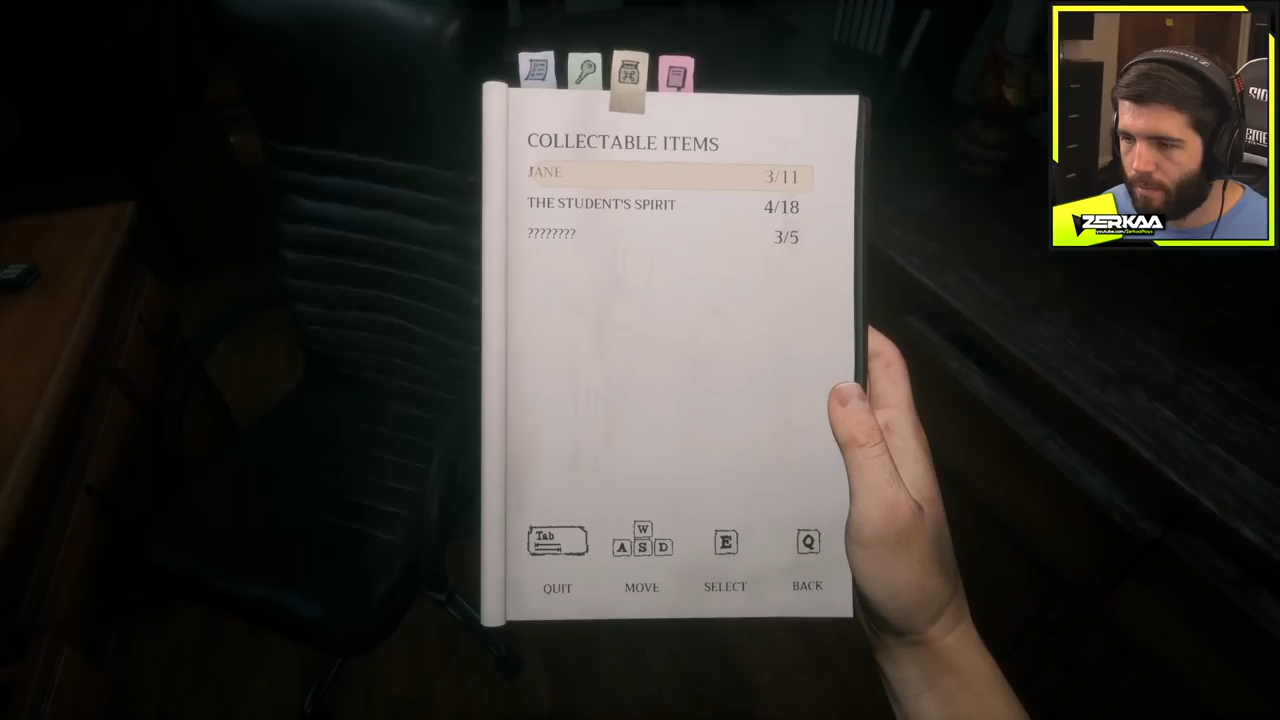 COLLECTABLE ITEMS
JANE 3/11
THE STUDENT'S SPIRIT 4/18
???????? 3/5
Tab
W
A S D
E
Q
QUIT MOVE SELECT BACK
ZERKAA